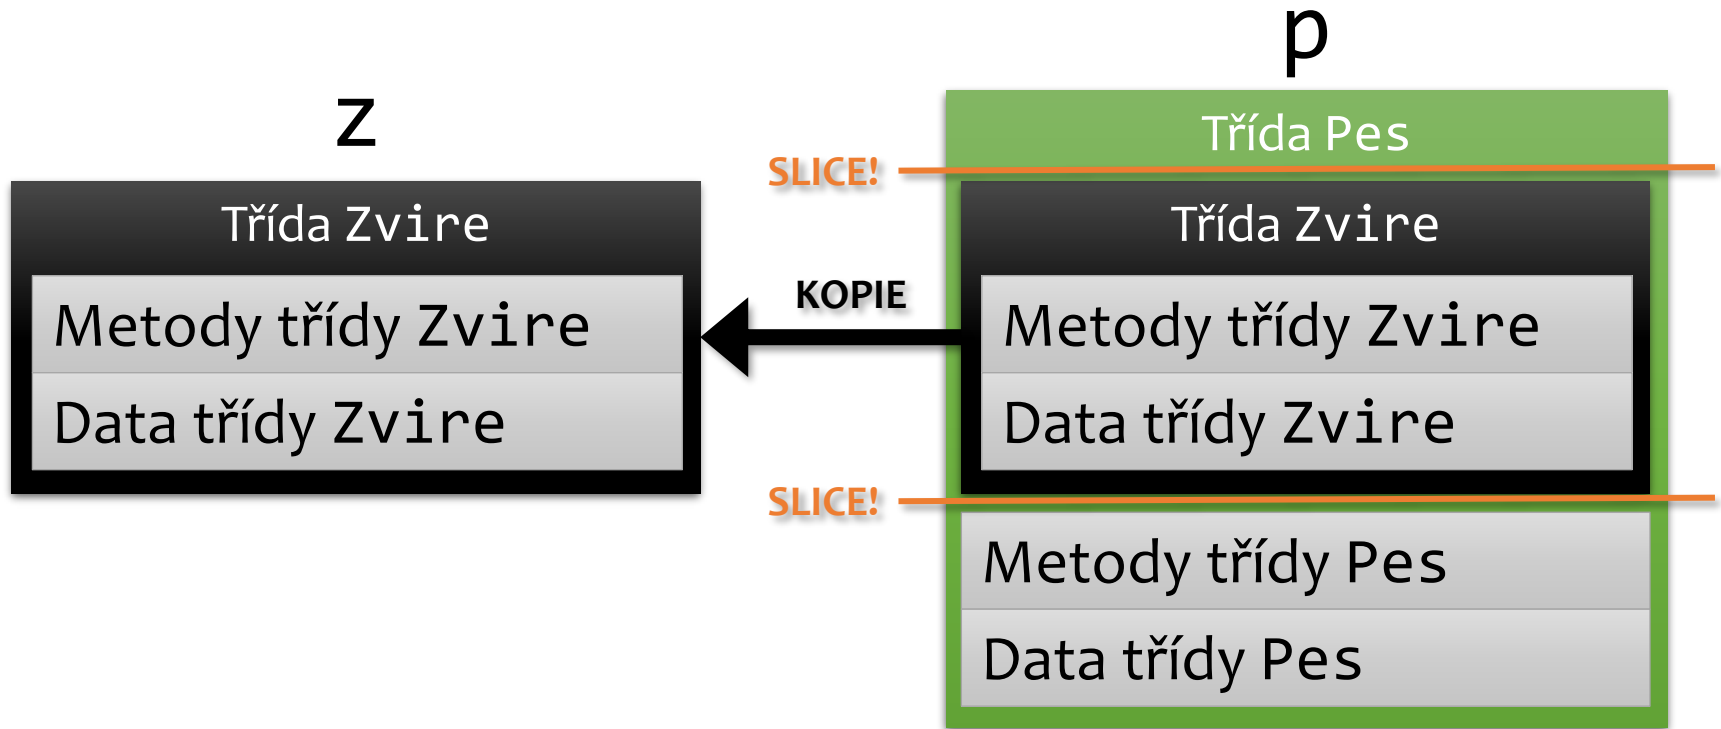 z
Třída Zvire
Metody třídy Zvire
Data třídy Zvire
KOPIE
p
Třída Pes
SLICE!
Třída Zvire
Metody třídy Zvire
Data třídy Zvire
SLICE!
Metody třídy Pes
Data třídy Pes